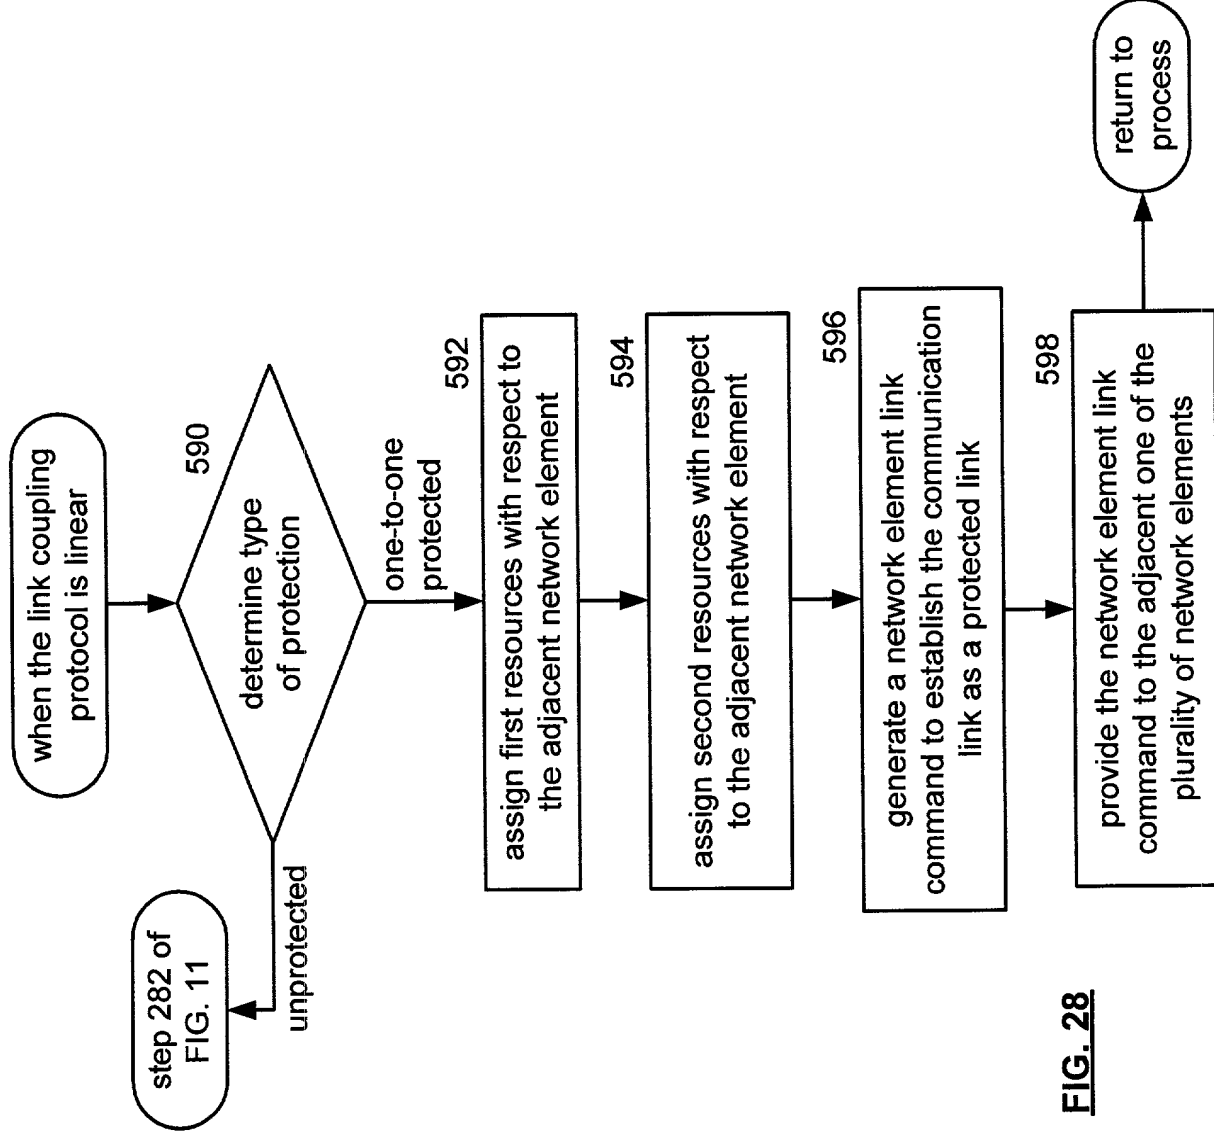 when the link coupling
protocol is linear
590
determine type
of protection
unprotected
step 282 of
FIG. 11
one-to-one
protected
592
assign first resources with respect to
the adjacent network element
594
assign second resources with respect
to the adjacent network element
596
generate a network element link
command to establish the communication
link as a protected link
598
provide the network element link
command to the adjacent one of the
plurality of network elements
return to
process
FIG. 28